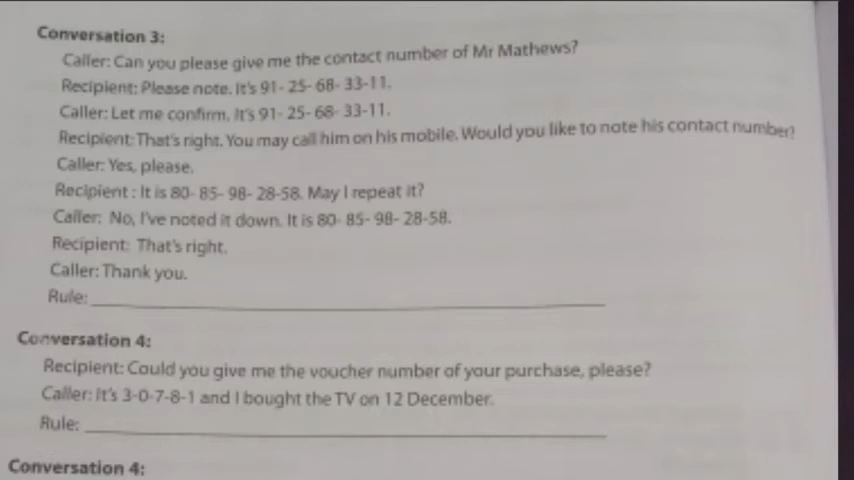 Conversation 3:
Caller: Can you please give me the contact number of Mr Mathews?
Recipient: Please note. It's 91- 25- 68- 33-11.
Caller: Let me confirm. It's 91- 25- 68- 33-11.
Recipient: That's right. You may call him on his mobile. Would you like to note his contact number?
Caller: Yes, please.
Recipient : It is 80- 85- 98- 28-58. May I repeat it?
Caller: No, I've noted it down. It is 80- 85- 98- 28-58.
Recipient: That's right.
Caller: Thank you.
Rule:
Conversation 4:
Recipient: Could you give me the voucher number of your purchase, please?
Caller: It's 3-0-7-8-1 and I bought the TV on 12 December.
Rule:
Conversation 4: